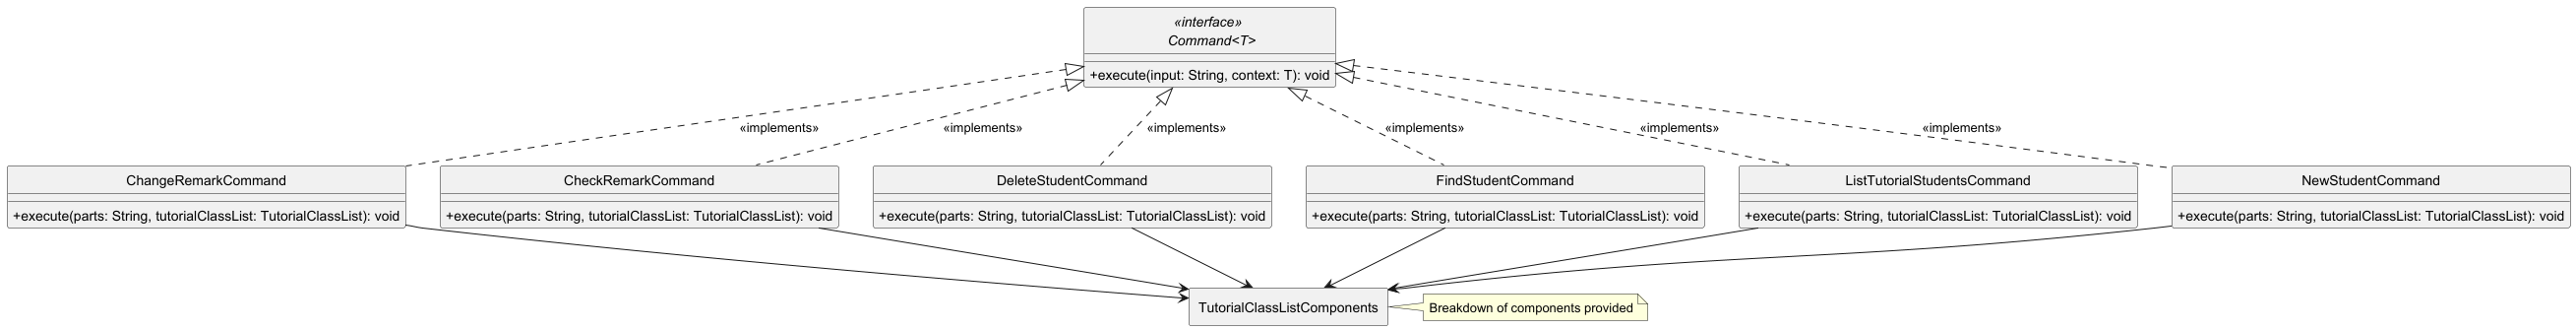 «interface»
Command<T>
+execute(input: String, context: T): void
«implements»
«implements»
«implements»
«implements»
«implements»
«implements»
ChangeRemarkCommand
+execute(parts: String, tutorialClassList: TutorialClassList): void
CheckRemarkCommand
+execute(parts: String, tutorialClassList: TutorialClassList): void
DeleteStudentCommand
+execute(parts: String, tutorialClassList: TutorialClassList): void
FindStudentCommand
+execute(parts: String, tutorialClassList: TutorialClassList): void
ListTutorialStudentsCommand
+execute(parts: String, tutorialClassList: TutorialClassList): void
NewStudentCommand
+execute(parts: String, tutorialClassList: TutorialClassList): void
TutorialClassListComponents
Breakdown of components provided